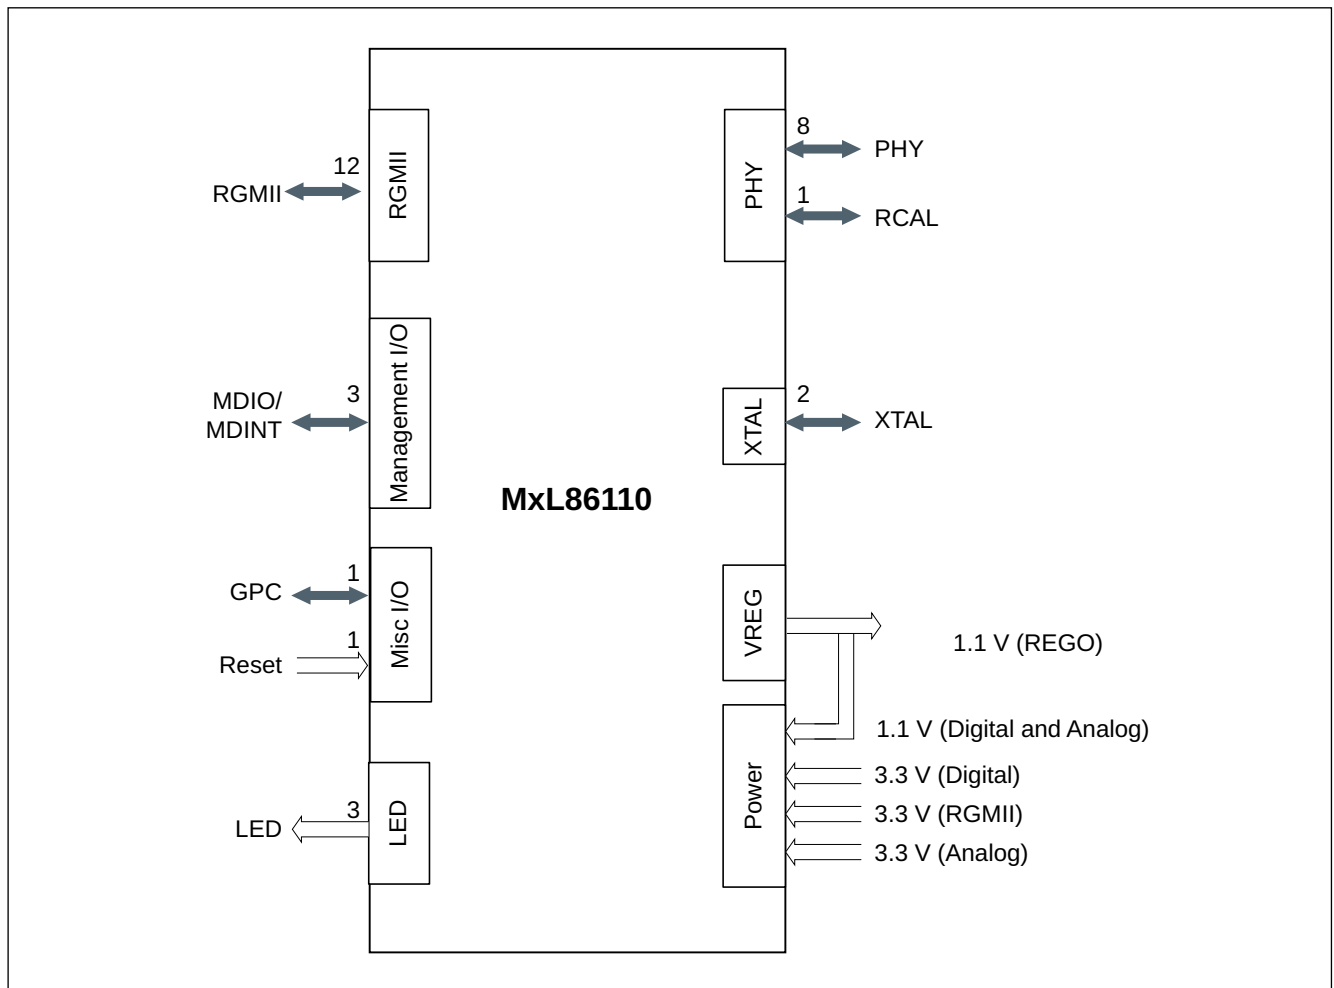 12
RGMII
RGMII
3
MDIO/
MDINT
Management I/O
1
GPC
1
Reset
Misc I/O
3
LED
LED
MxL86110
PHY
8
PHY
1
RCAL
XTAL
2
XTAL
VREG
1.1 V (REGO)
Power
1.1 V (Digital and Analog)
3.3 V (Digital)
3.3 V (RGMII)
3.3 V (Analog)